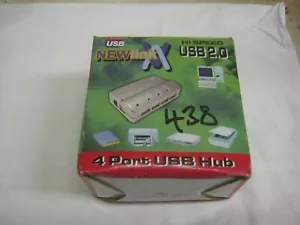 USB
NEWlink
HI SPEED
USB 2.0
438
4 Port USB Hub